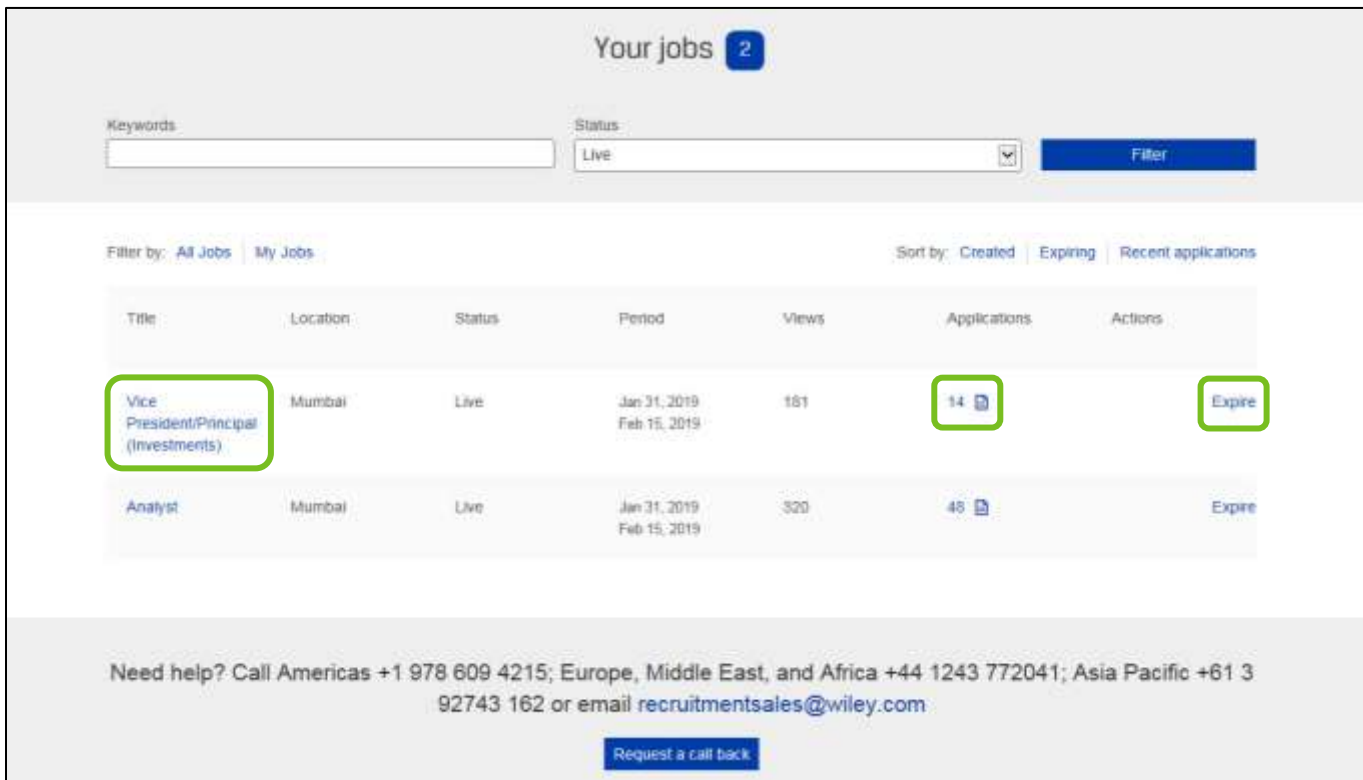 Your jobs 2
Keywords
Status
Live
Filter
Filter by: All Jobs | My Jobs
Sort by: Created | Expiring | Recent applications
Title Location Status Period Views Applications Actions
Vice President/Principal (Investments) Mumbai Live Jan 31, 2019 Feb 15, 2019 181 14 Expire
Analyst Mumbai Live Jan 31, 2019 Feb 15, 2019 320 48 Expire
Need help? Call Americas +1 978 609 4215; Europe, Middle East, and Africa +44 1243 772041; Asia Pacific +61 3
92743 162 or email recruitmentsales@wiley.com
Request a call back